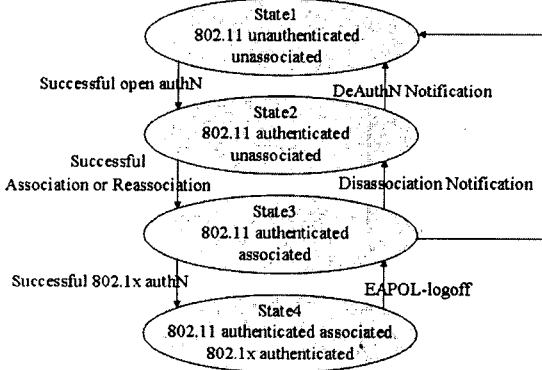 State1
802.11 unauthenticated
unassociated
Successful open authN
DeAuthN Notification
State2
802.11 authenticated
unassociated
Successful
Association or Reassociation
Disassociation Notification
State3
802.11 authenticated
associated
Successful 802.1x authN
EAPOL-logoff
State4
802.11 authenticated associated
802.1x authenticated